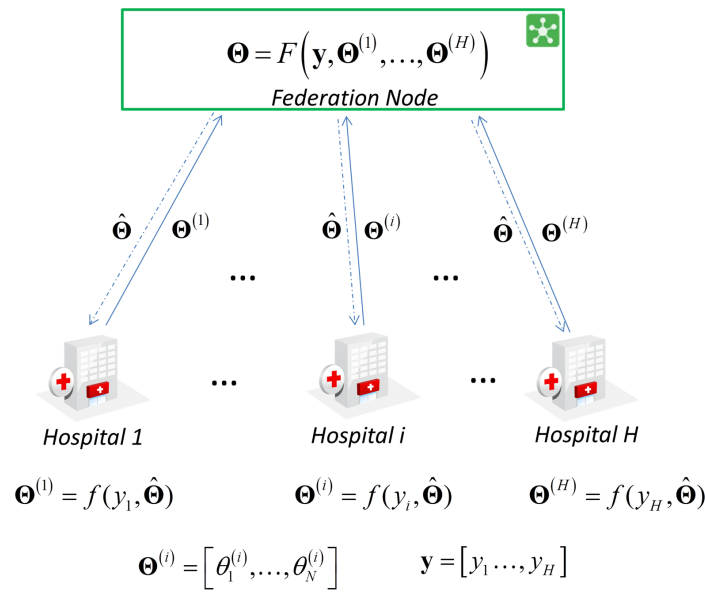 Θ = F(y, Θ^(1), …, Θ^(H))
Federation Node
Θ̂ Θ^(1) Θ̂ Θ^(i) Θ̂ Θ^(H)
... ...
... ...
Hospital 1 Hospital i Hospital H
Θ^(1) = f(y_1, Θ̂) Θ^(i) = f(y_i, Θ̂) Θ^(H) = f(y_H, Θ̂)
Θ^(i) = [θ_1^(i), …, θ_N^(i)] y = [y_1 …, y_H]